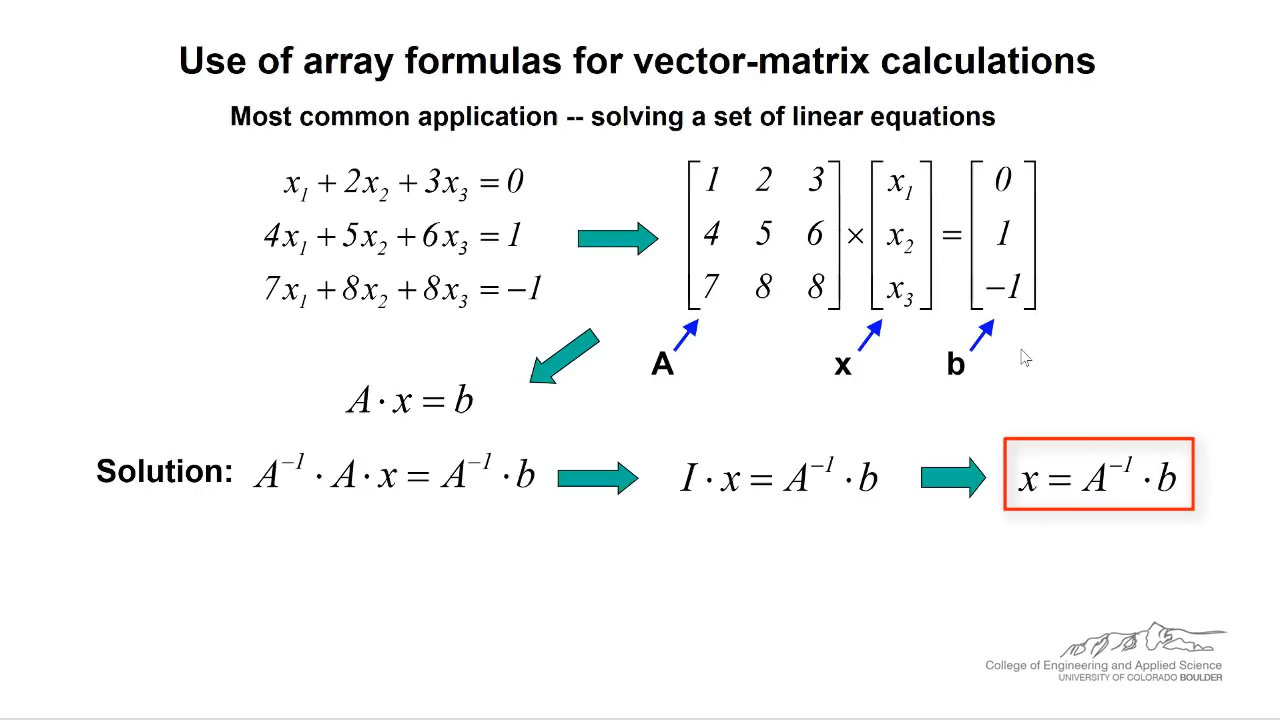 Use of array formulas for vector-matrix calculations
Most common application -- solving a set of linear equations
x₁ + 2x₂ + 3x₃ = 0
4x₁ + 5x₂ + 6x₃ = 1
7x₁ + 8x₂ + 8x₃ = −1
[1 2 3; 4 5 6; 7 8 8] × [x₁; x₂; x₃] = [0; 1; −1]
A x b
A · x = b
Solution: A⁻¹ · A · x = A⁻¹ · b I · x = A⁻¹ · b x = A⁻¹ · b
College of Engineering and Applied Science
UNIVERSITY OF COLORADO BOULDER